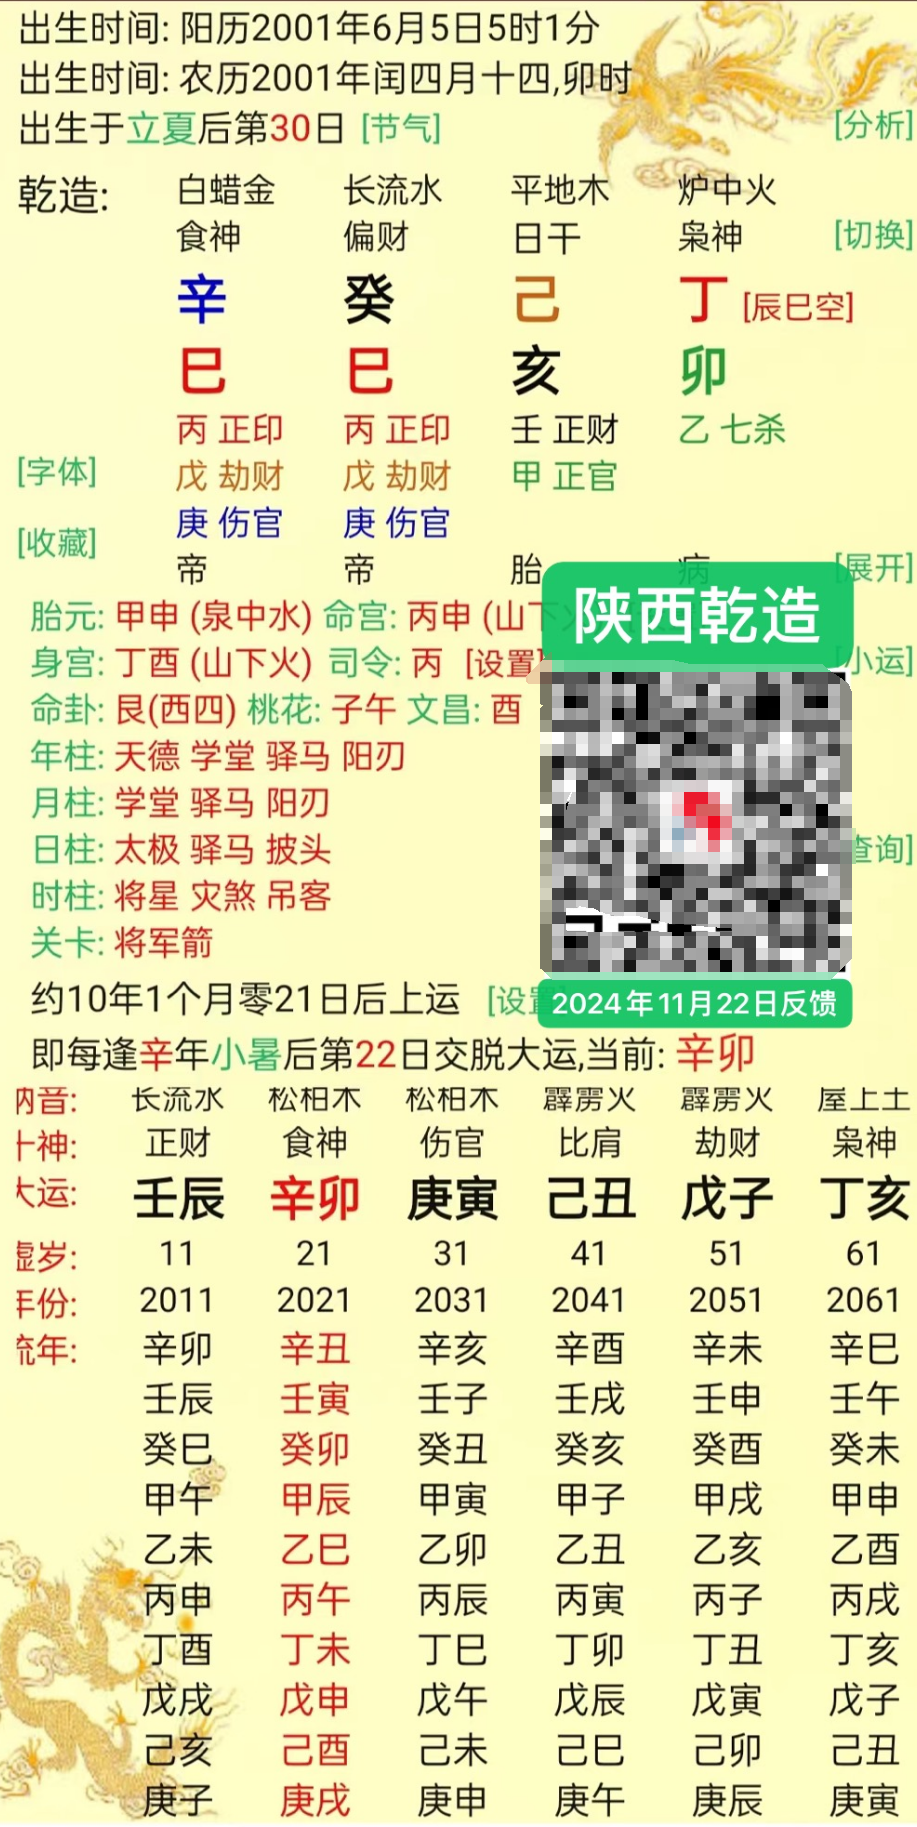 出生时间: 阳历2001年6月5日5时1分
出生时间: 农历2001年闰四月十四,卯时
出生于立夏后第30日 [节气] [分析]
乾造: 白蜡金 长流水 平地木 炉中火
食神 偏财 日干 枭神 [切换]
辛 癸 己 丁 [辰巳空]
巳 巳 亥 卯
丙 正印 丙 正印 壬 正财 乙 七杀
[字体] 戊 劫财 戊 劫财 甲 正官
[收藏] 庚 伤官 庚 伤官
帝 帝 胎 病 [展开]
胎元: 甲申 (泉中水) 命宫: 丙申 (山下火
陕西乾造
身宫: 丁酉 (山下火) 司令: 丙 [设置] 小运]
命卦: 艮(西四) 桃花: 子午 文昌: 酉
年柱: 天德 学堂 驿马 阳刃
月柱: 学堂 驿马 阳刃
日柱: 太极 驿马 披头 查询]
时柱: 将星 灾煞 吊客
关卡: 将军箭
约10年1个月零21日后上运 [设置
2024年11月22日反馈
即每逢辛年小暑后第22日交脱大运,当前: 辛卯
内音: 长流水 松柏木 松柏木 霹雳火 霹雳火 屋上土
十神: 正财 食神 伤官 比肩 劫财 枭神
大运: 壬辰 辛卯 庚寅 己丑 戊子 丁亥
虚岁: 11 21 31 41 51 61
年份: 2011 2021 2031 2041 2051 2061
流年: 辛卯 辛丑 辛亥 辛酉 辛未 辛巳
壬辰 壬寅 壬子 壬戌 壬申 壬午
癸巳 癸卯 癸丑 癸亥 癸酉 癸未
甲午 甲辰 甲寅 甲子 甲戌 甲申
乙未 乙巳 乙卯 乙丑 乙亥 乙酉
丙申 丙午 丙辰 丙寅 丙子 丙戌
丁酉 丁未 丁巳 丁卯 丁丑 丁亥
戊戌 戊申 戊午 戊辰 戊寅 戊子
己亥 己酉 己未 己巳 己卯 己丑
庚子 庚戌 庚申 庚午 庚辰 庚寅